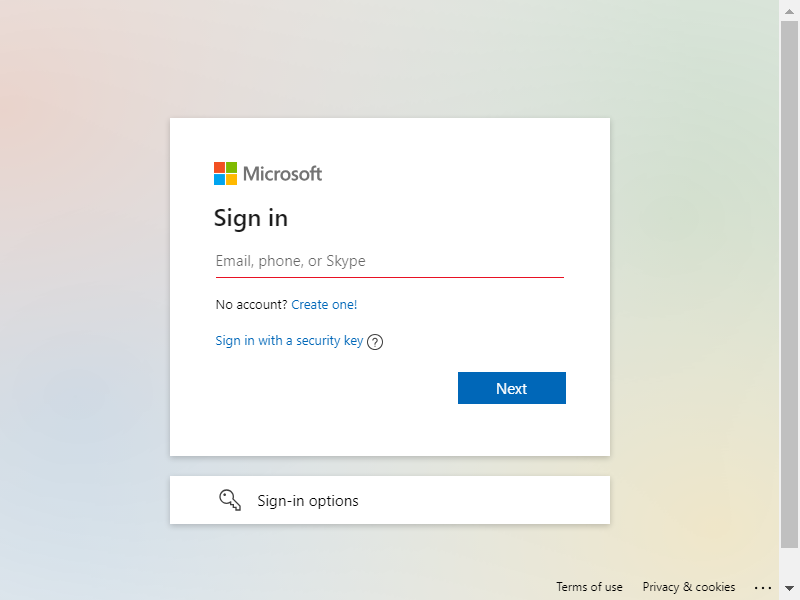 Microsoft
Sign in
Email, phone, or Skype
No account? Create one!
Sign in with a security key ?
Next
Sign-in options
Terms of use Privacy & cookies ...